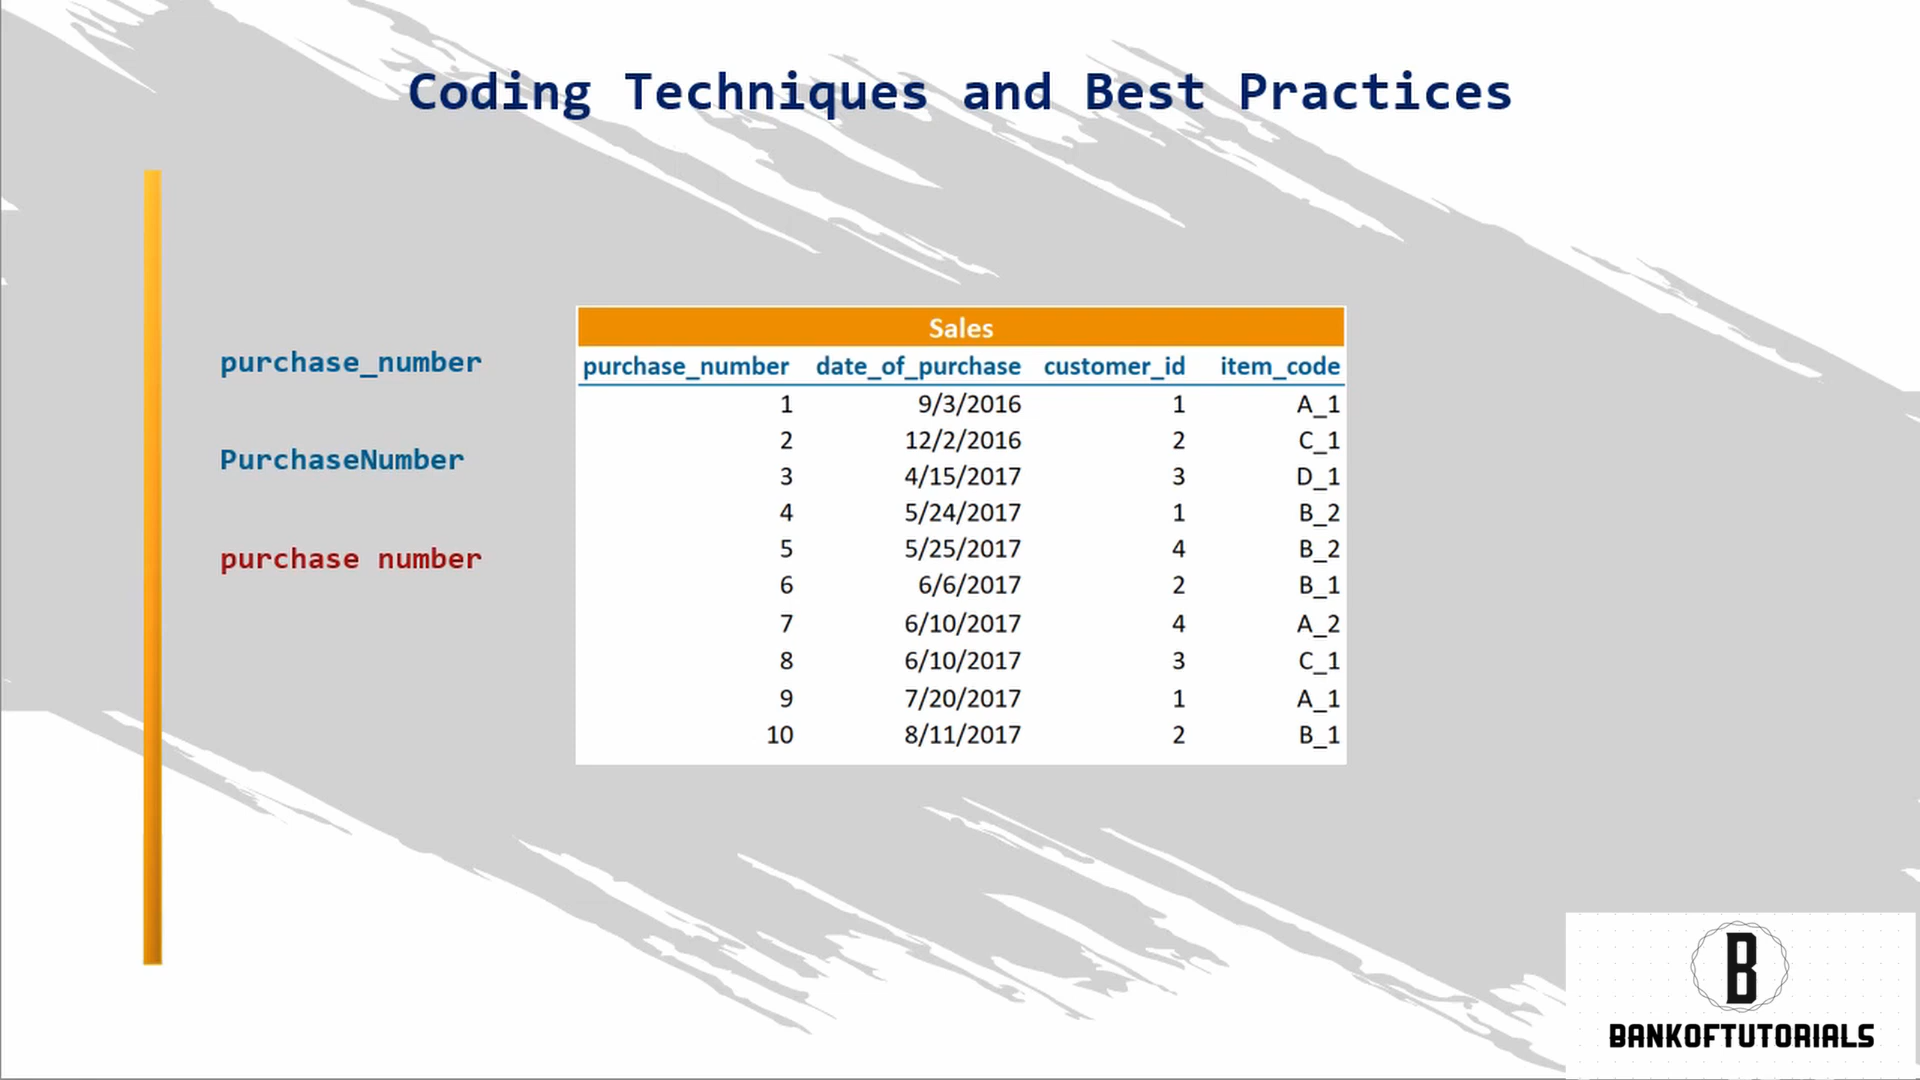 Coding Techniques and Best Practices
purchase_number
PurchaseNumber
purchase number
Sales
purchase_number date_of_purchase customer_id item_code
1 9/3/2016 1 A_1
2 12/2/2016 2 C_1
3 4/15/2017 3 D_1
4 5/24/2017 1 B_2
5 5/25/2017 4 B_2
6 6/6/2017 2 B_1
7 6/10/2017 4 A_2
8 6/10/2017 3 C_1
9 7/20/2017 1 A_1
10 8/11/2017 2 B_1
B
BANKOFTUTORIALS